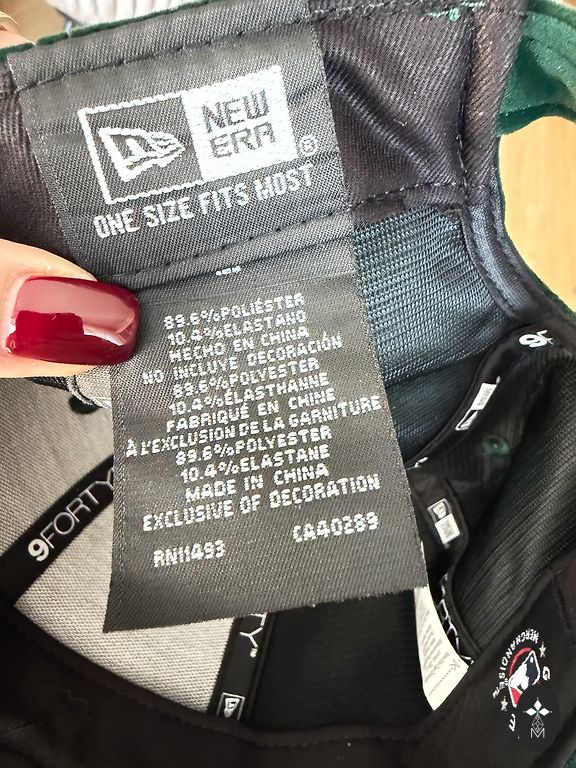 NEW
ERA®
ONE SIZE FITS MOST
89.6%POLIÉSTER
10.4%ELASTANO
HECHO EN CHINA
NO INCLUYE DECORACIÓN
89.6%POLYESTER
10.4%ÉLASTHANNE
FABRIQUÉ EN CHINE
À L'EXCLUSION DE LA GARNITURE
89.6%POLYESTER
10.4%ELASTANE
MADE IN CHINA
EXCLUSIVE OF DECORATION
RN11493 CA40289
9FORTY